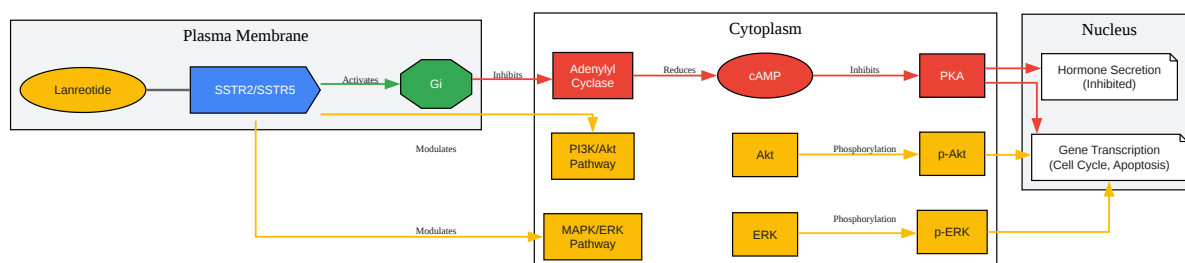 Plasma Membrane
Cytoplasm
Nucleus
Lanreotide
SSTR2/SSTR5
Activates
Gi
Inhibits
Adenylyl
Cyclase
Reduces
cAMP
Inhibits
PKA
Hormone Secretion
(Inhibited)
Modulates
PI3K/Akt
Pathway
Akt
Phosphorylation
p-Akt
Gene Transcription
(Cell Cycle, Apoptosis)
Modulates
MAPK/ERK
Pathway
ERK
Phosphorylation
p-ERK